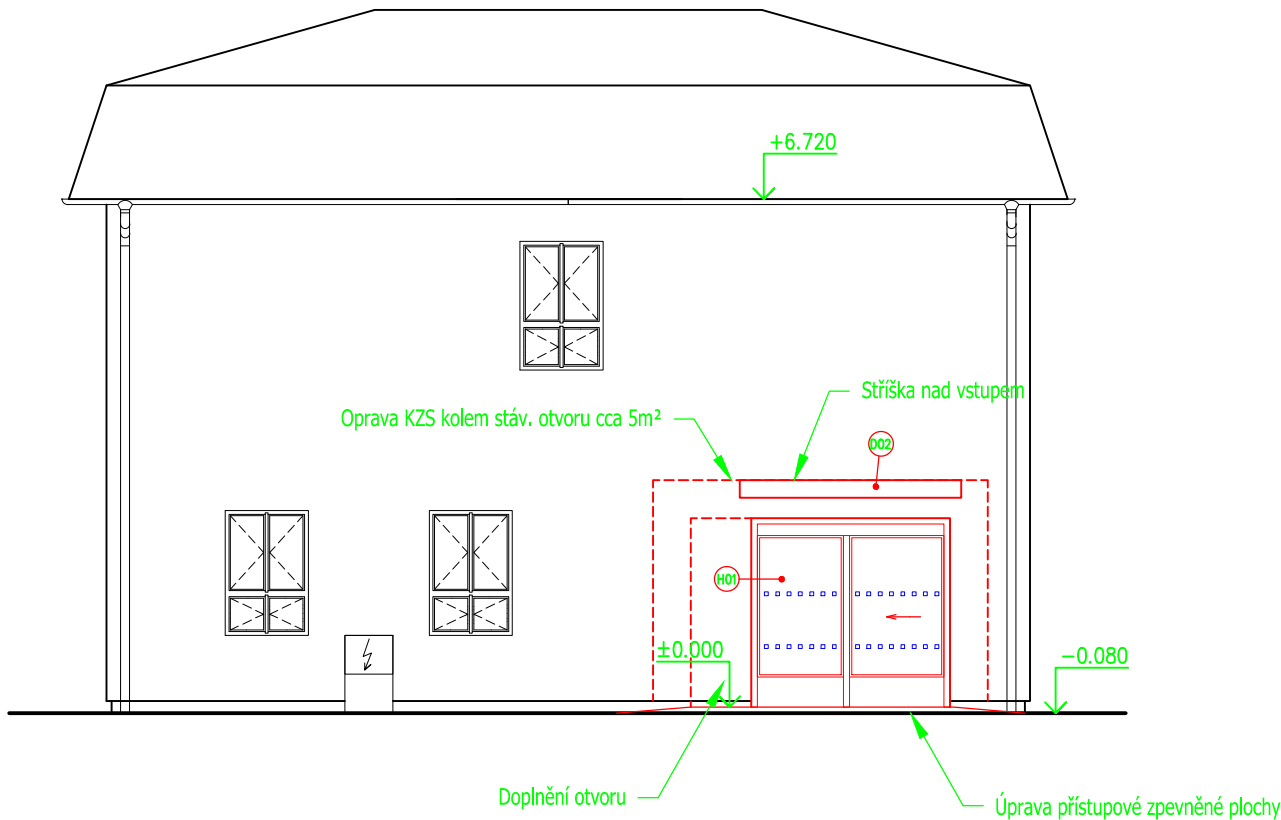 +6.720
Stříška nad vstupem
Oprava KZS kolem stáv. otvoru cca 5m²
D02
H01
±0.000
−0.080
Doplnění otvoru
Úprava přístupové zpevněné plochy